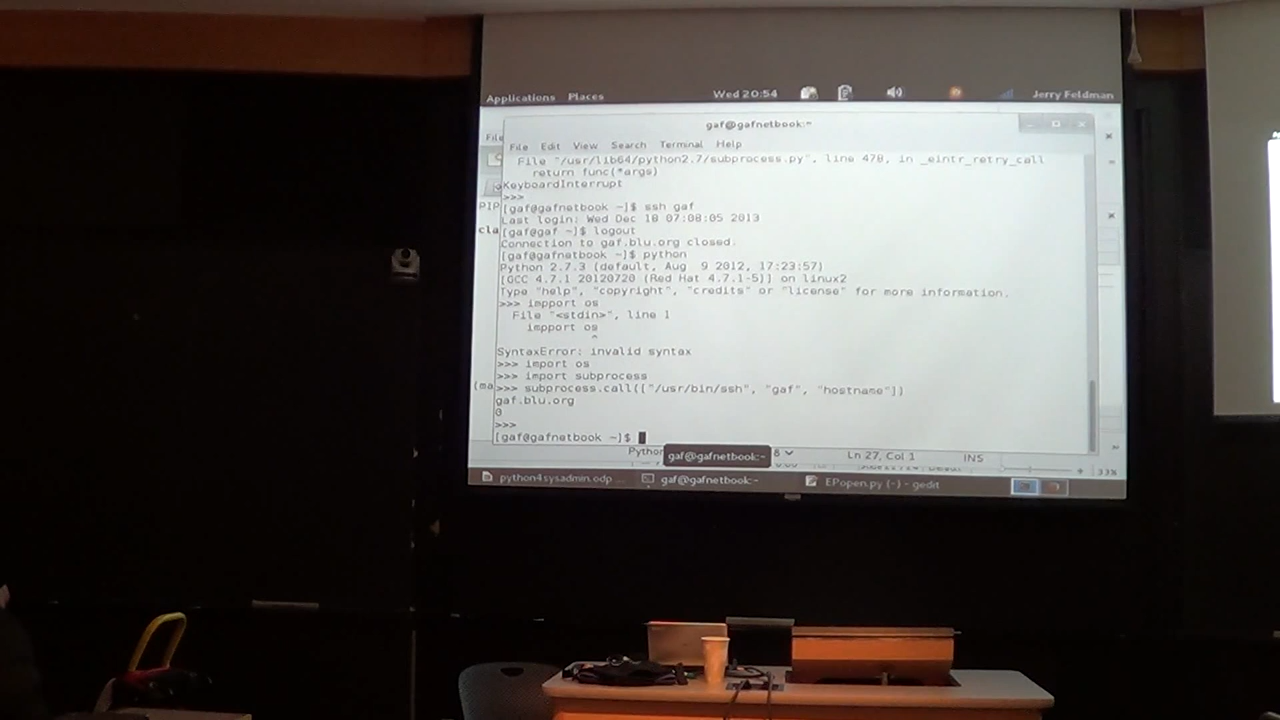 Applications Places Wed 20:54 Jerry Feldman
gaf@gafnetbook:~
File Edit View Search Terminal Help
File "/usr/lib64/python2.7/subprocess.py", line 478, in _eintr_retry_call
return func(*args)
KeyboardInterrupt
>>>
[gaf@gafnetbook ~]$ ssh gaf
Last login: Wed Dec 18 07:08:05 2013
[gaf@gaf ~]$ logout
Connection to gaf.blu.org closed.
[gaf@gafnetbook ~]$ python
Python 2.7.3 (default, Aug 9 2012, 17:23:57)
[GCC 4.7.1 20120720 (Red Hat 4.7.1-5)] on linux2
Type "help", "copyright", "credits" or "license" for more information.
>>> impport os
File "<stdin>", line 1
impport os
^
SyntaxError: invalid syntax
>>> import os
>>> import subprocess
>>> subprocess.call(["/usr/bin/ssh", "gaf", "hostname"])
gaf.blu.org
0
>>>
[gaf@gafnetbook ~]$
gaf@gafnetbook:~ 8 Ln 27, Col 1 INS
33%
python4sysadmin.odp ... gaf@gafnetbook:~ EPopen.py (~) - gedit